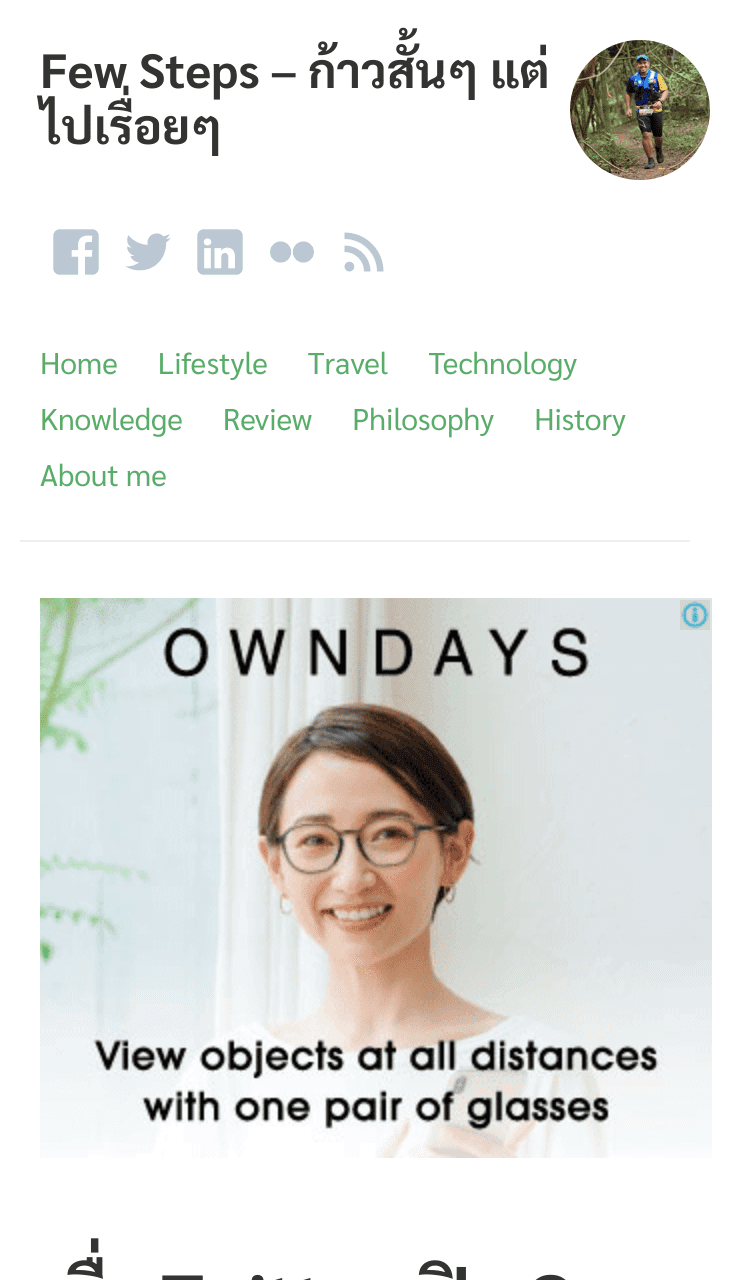 Few Steps – ก้าวสั้นๆ แต่
ไปเรื่อยๆ
Home Lifestyle Travel Technology
Knowledge Review Philosophy History
About me
OWNDAYS
View objects at all distances
with one pair of glasses